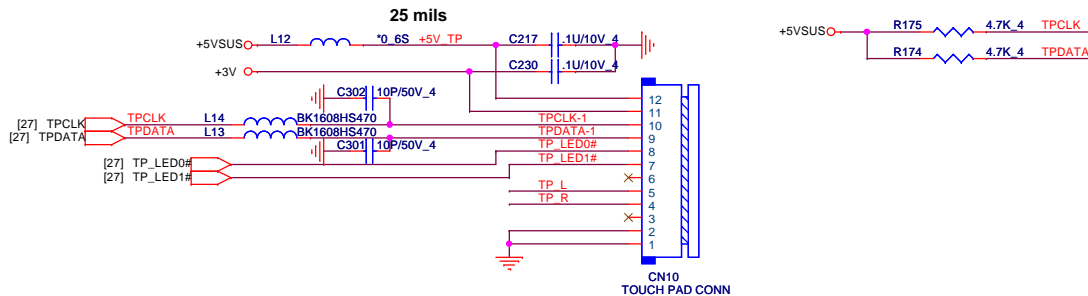 25 mils
+5VSUS L12 *0_6S +5V_TP C217 .1U/10V_4
+3V C230 .1U/10V_4
C302 10P/50V_4
[27] TPCLK TPCLK L14 BK1608HS470 TPCLK-1
[27] TPDATA TPDATA L13 BK1608HS470 TPDATA-1
C301 10P/50V_4
[27] TP_LED0# TP_LED0#
[27] TP_LED1# TP_LED1#
TP_L
TP_R
12
11
10
9
8
7
6
5
4
3
2
1
CN10
TOUCH PAD CONN
+5VSUS R175 4.7K_4 TPCLK
R174 4.7K_4 TPDATA